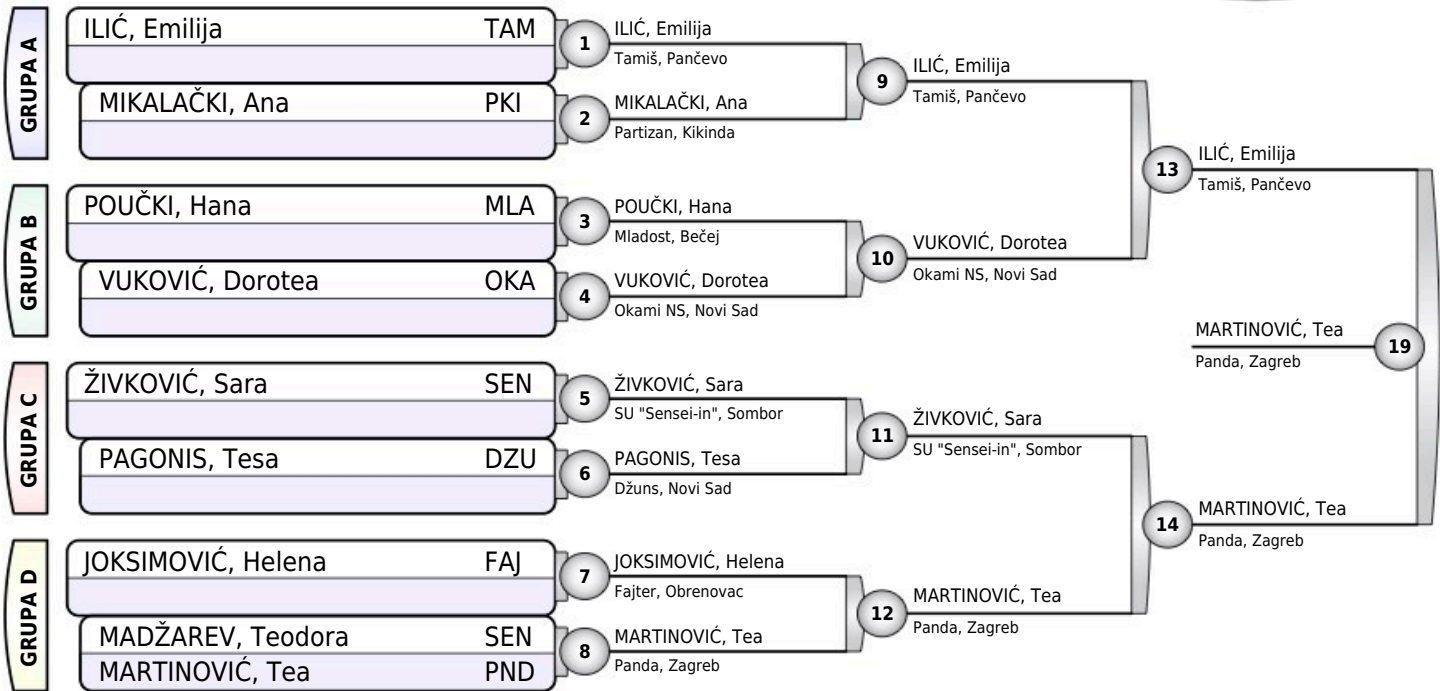 GRUPA A
ILIĆ, Emilija TAM
MIKALAČKI, Ana PKI
GRUPA B
POUČKI, Hana MLA
VUKOVIĆ, Dorotea OKA
GRUPA C
ŽIVKOVIĆ, Sara SEN
PAGONIS, Tesa DZU
GRUPA D
JOKSIMOVIĆ, Helena FAJ
MADŽAREV, Teodora SEN
MARTINOVIĆ, Tea PND
1
ILIĆ, Emilija
Tamiš, Pančevo
2
MIKALAČKI, Ana
Partizan, Kikinda
3
POUČKI, Hana
Mladost, Bečej
4
VUKOVIĆ, Dorotea
Okami NS, Novi Sad
5
ŽIVKOVIĆ, Sara
SU "Sensei-in", Sombor
6
PAGONIS, Tesa
Džuns, Novi Sad
7
JOKSIMOVIĆ, Helena
Fajter, Obrenovac
8
MARTINOVIĆ, Tea
Panda, Zagreb
9
ILIĆ, Emilija
Tamiš, Pančevo
10
VUKOVIĆ, Dorotea
Okami NS, Novi Sad
11
ŽIVKOVIĆ, Sara
SU "Sensei-in", Sombor
12
MARTINOVIĆ, Tea
Panda, Zagreb
13
ILIĆ, Emilija
Tamiš, Pančevo
14
MARTINOVIĆ, Tea
Panda, Zagreb
MARTINOVIĆ, Tea
Panda, Zagreb
19